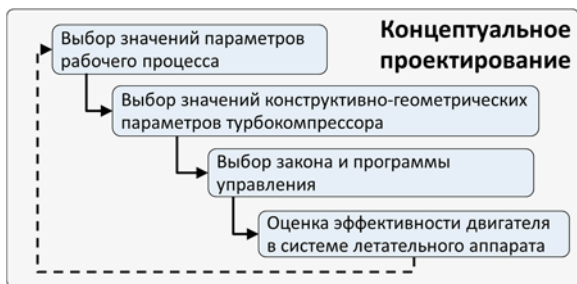 Концептуальное
проектирование
Выбор значений параметров
рабочего процесса
Выбор значений конструктивно-геометрических
параметров турбокомпрессора
Выбор закона и программы
управления
Оценка эффективности двигателя
в системе летательного аппарата